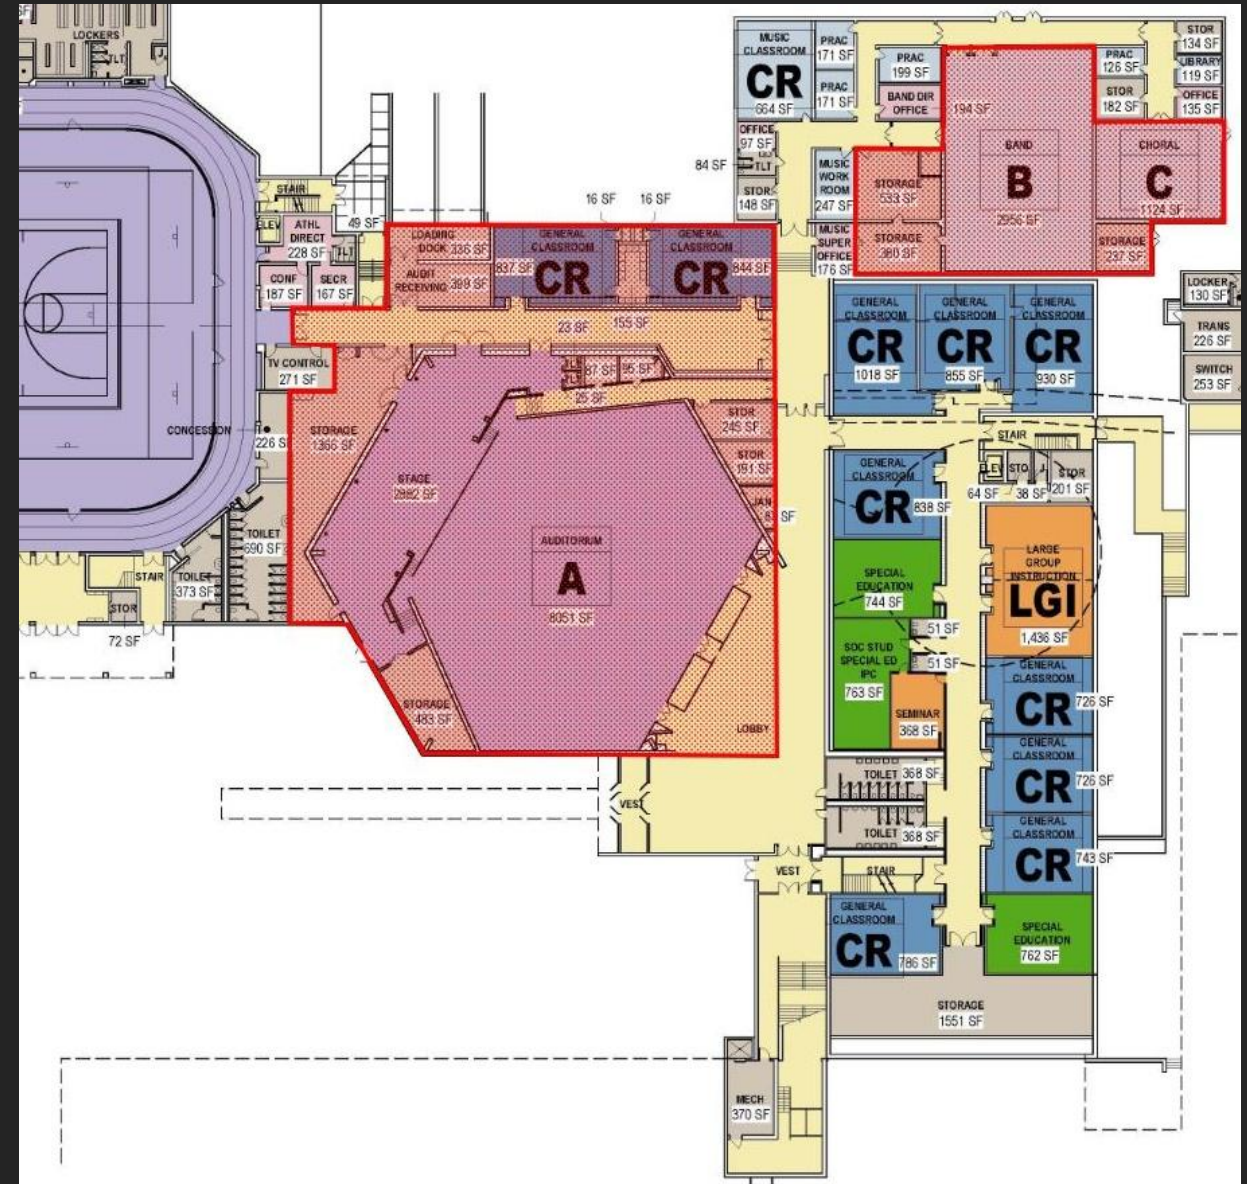 SF
LOCKERS
TLT
J
MUSIC
CLASSROOM
CR
664 SF
PRAC
171 SF
PRAC
171 SF
PRAC
199 SF
BAND DIR
OFFICE
194 SF
PRAC
126 SF
STOR
182 SF
STOR
134 SF
LIBRARY
119 SF
OFFICE
135 SF
OFFICE
97 SF
84 SF
TLT
STOR
148 SF
MUSIC
WORK
ROOM
247 SF
MUSIC
SUPER
OFFICE
176 SF
STORAGE
533 SF
STORAGE
380 SF
BAND
B
2956 SF
CHORAL
C
1124 SF
STORAGE
237 SF
STAIR
ELEV
ATHL
DIRECT
228 SF
TLT
49 SF
CONF
187 SF
SECR
167 SF
16 SF
16 SF
LOADING
DOCK 336 SF
AUDIT
RECEIVING 399 SF
GENERAL
CLASSROOM
837 SF
CR
GENERAL
CLASSROOM
CR
844 SF
23 SF
155 SF
TV CONTROL
271 SF
87 SF
95 SF
25 SF
CONCESSION
226 S
STORAGE
1366 SF
STAGE
2882 SF
STOR
245 SF
STOR
191 SF
JAN
SF
AUDITORIUM
A
8051 SF
STORAGE
483 SF
LOBBY
TOILET
690 SF
STAIR
TOILET
373 SF
STOR
72 SF
GENERAL
CLASSROOM
CR
1018 SF
GENERAL
CLASSROOM
CR
855 SF
GENERAL
CLASSROOM
CR
930 SF
LOCKER
130 SF
TRANS
226 SF
SWITCH
253 SF
STAIR
GENERAL
CLASSROOM
CR
838 SF
ELEV
64 SF
STO
38 SF
J
STOR
201 SF
SPECIAL
EDUCATION
744 SF
51 SF
LARGE
GROUP
INSTRUCTION
LGI
1,436 SF
SOC STUD
SPECIAL ED
IPC
763 SF
51 SF
SEMINAR
368 SF
GENERAL
CLASSROOM
CR
726 SF
GENERAL
CLASSROOM
CR
726 SF
GENERAL
CLASSROOM
CR
743 SF
TOILET 368 SF
TOILET 368 SF
VEST
VEST
STAIR
GENERAL
CLASSROOM
CR
786 SF
SPECIAL
EDUCATION
762 SF
STORAGE
1551 SF
MECH
370 SF